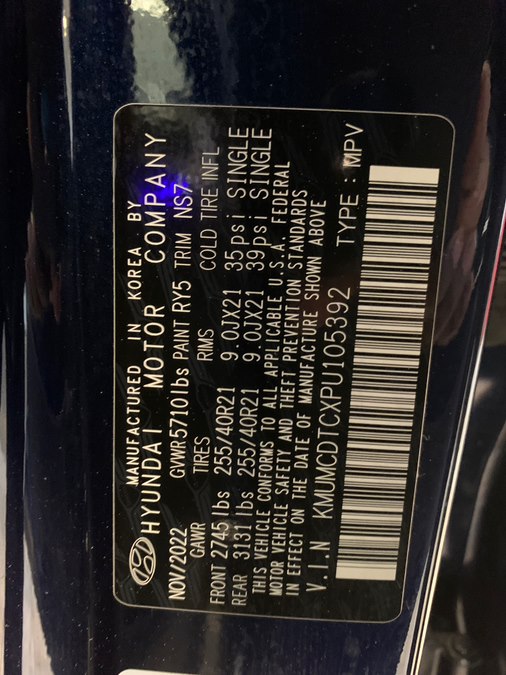 MANUFACTURED IN KOREA BY
HYUNDAI MOTOR COMPANY
NOV/2022 GVWR5710lbs PAINT RY5 TRIM NS7
GAWR TIRES RIMS COLD TIRE INFL
FRONT 2745 lbs 255/40R21 9.0JX21 35psi SINGLE
REAR 3131 lbs 255/40R21 9.0JX21 39psi SINGLE
THIS VEHICLE CONFORMS TO ALL APPLICABLE U.S.A. FEDERAL
MOTOR VEHICLE SAFETY AND THEFT PREVENTION STANDARDS
IN EFFECT ON THE DATE OF MANUFACTURE SHOWN ABOVE
V.I.N KMUMCDTCXPU105392 TYPE : MPV